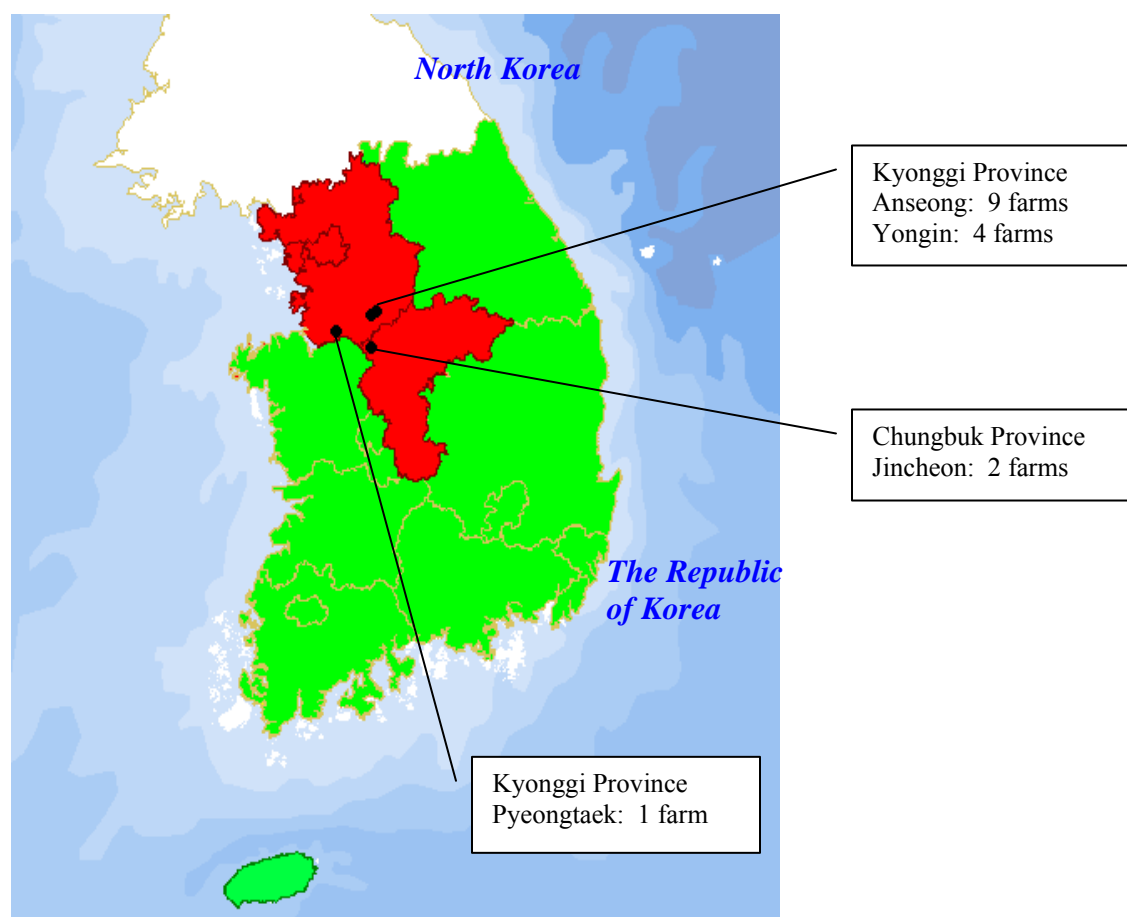 North Korea
Kyonggi Province
Anseong: 9 farms
Yongin: 4 farms
Chungbuk Province
Jincheon: 2 farms
The Republic
of Korea
Kyonggi Province
Pyeongtaek: 1 farm